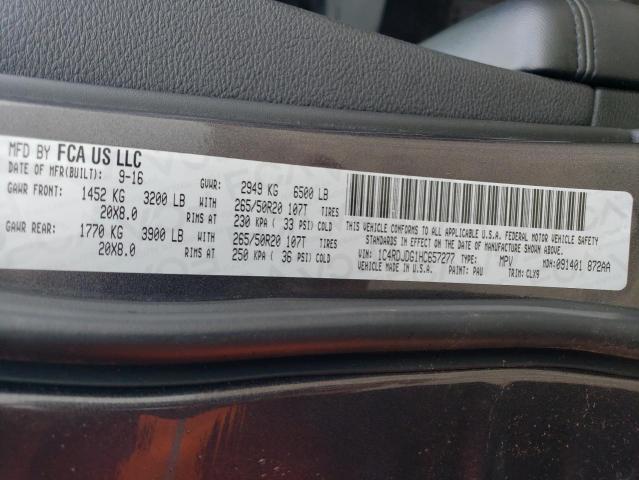 MFD BY FCA US LLC
DATE OF MFR(BUILT): 9-16 GVWR: 2949 KG 6500 LB
GAWR FRONT: 1452 KG 3200 LB WITH 265/50R20 107T TIRES
20X8.0 RIMS AT 230 KPA ( 33 PSI) COLD
GAWR REAR: 1770 KG 3900 LB WITH 265/50R20 107T TIRES
20X8.0 RIMS AT 250 KPA ( 36 PSI) COLD
THIS VEHICLE CONFORMS TO ALL APPLICABLE U.S.A. FEDERAL MOTOR VEHICLE SAFETY
STANDARDS IN EFFECT ON THE DATE OF MANUFACTURE SHOWN ABOVE.
VIN: 1C4RDJDG1HC657277 TYPE: MPV MDH: 091401 872AA
VEHICLE MADE IN U.S.A. PAINT: PAU TRIM: CLX9